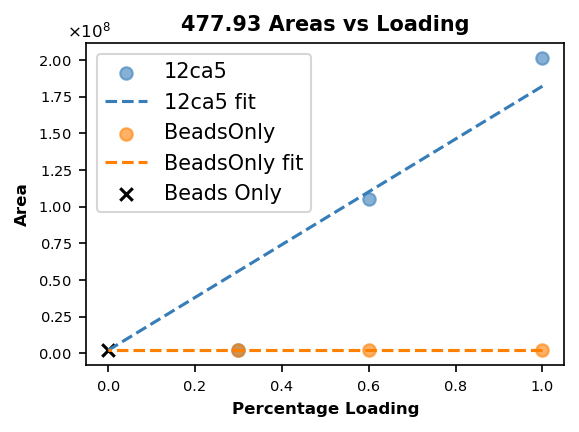 477.93 Areas vs Loading
×10⁸
12ca5
12ca5 fit
BeadsOnly
BeadsOnly fit
Beads Only
2.00
1.75
1.50
1.25
1.00
0.75
0.50
0.25
0.00
Area
0.0 0.2 0.4 0.6 0.8 1.0
Percentage Loading